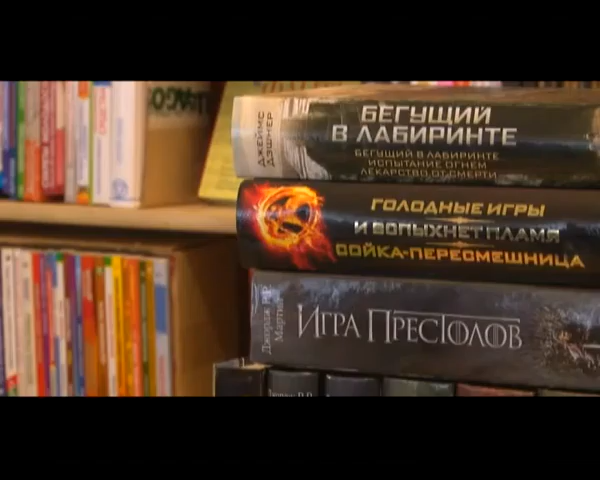 ДЖЕЙМС
ДЭШНЕР
БЕГУЩИЙ
В ЛАБИРИНТЕ
БЕГУЩИЙ В ЛАБИРИНТЕ
ИСПЫТАНИЕ ОГНЕМ
ЛЕКАРСТВО ОТ СМЕРТИ
ГОЛОДНЫЕ ИГРЫ
И ВСПЫХНЕТ ПЛАМЯ
СОЙКА-ПЕРЕСМЕШНИЦА
Джордж Р.Р.
Мартин
ИГРА ПРЕСТОЛОВ